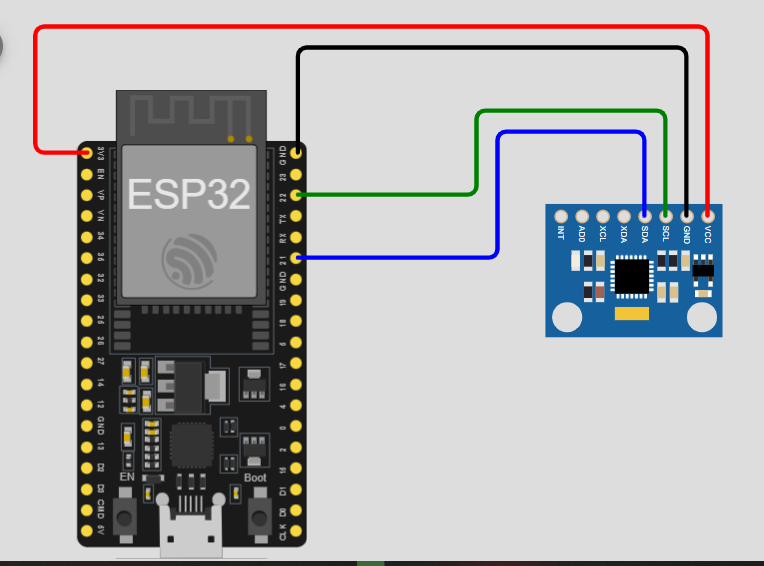 ESP32
3V3
EN
VP
VN
34
35
32
33
25
26
27
14
12
GND
13
D2
D3
CMD
5V
GND
23
22
TX
RX
21
GND
19
18
5
17
16
4
0
2
15
D1
D0
CLK
EN
Boot
INT
AD0
XCL
XDA
SDA
SCL
GND
VCC